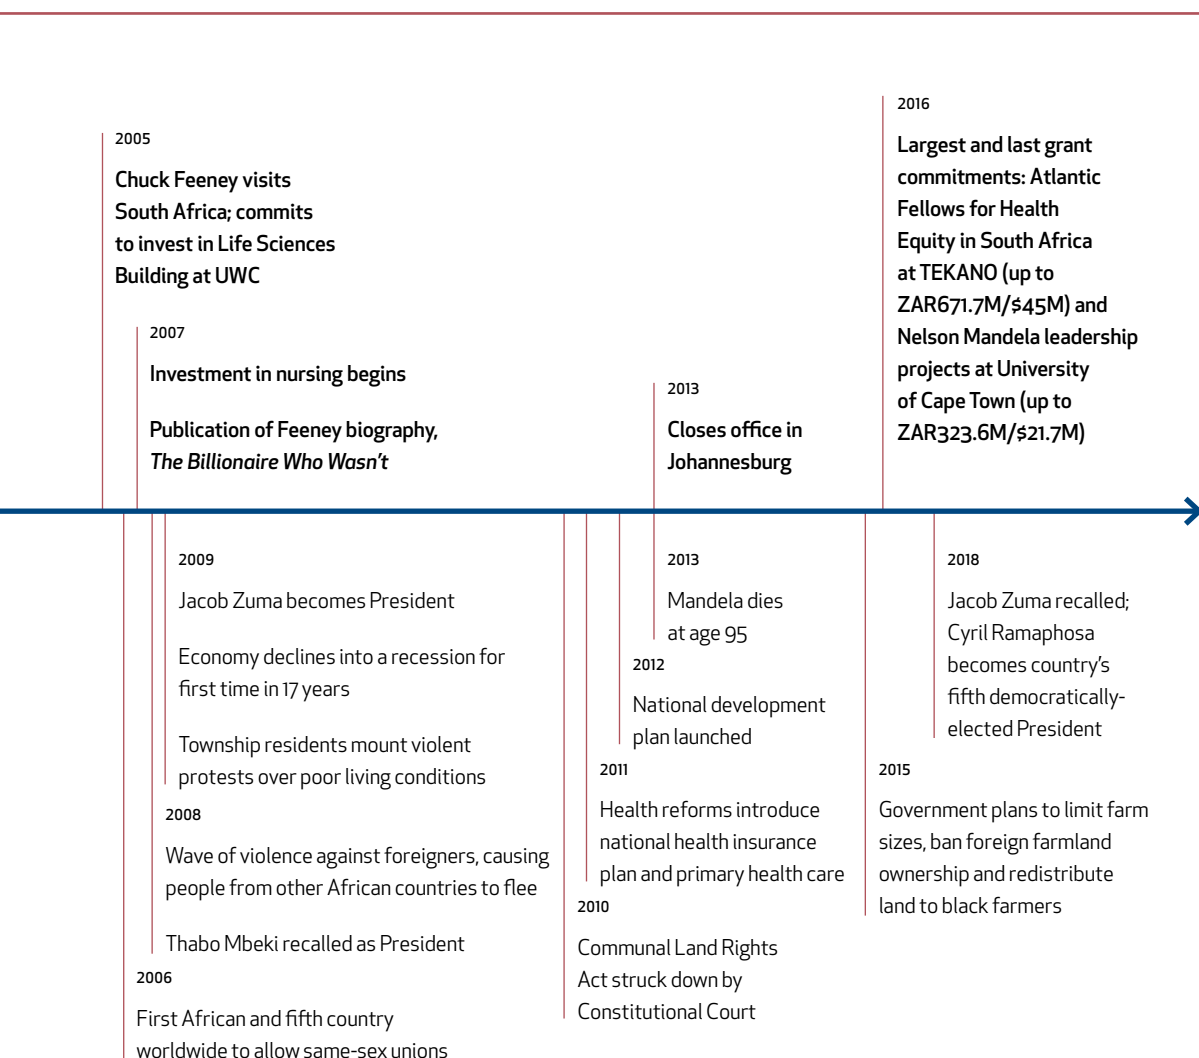 2005
Chuck Feeney visits
South Africa; commits
to invest in Life Sciences
Building at UWC
2007
Investment in nursing begins
Publication of Feeney biography,
The Billionaire Who Wasn't
2013
Closes office in
Johannesburg
2016
Largest and last grant
commitments: Atlantic
Fellows for Health
Equity in South Africa
at TEKANO (up to
ZAR671.7M/$45M) and
Nelson Mandela leadership
projects at University
of Cape Town (up to
ZAR323.6M/$21.7M)
2009
Jacob Zuma becomes President
Economy declines into a recession for
first time in 17 years
Township residents mount violent
protests over poor living conditions
2008
Wave of violence against foreigners, causing
people from other African countries to flee
Thabo Mbeki recalled as President
2006
First African and fifth country
worldwide to allow same-sex unions
2013
Mandela dies
at age 95
2012
National development
plan launched
2011
Health reforms introduce
national health insurance
plan and primary health care
2010
Communal Land Rights
Act struck down by
Constitutional Court
2018
Jacob Zuma recalled;
Cyril Ramaphosa
becomes country's
fifth democratically-
elected President
2015
Government plans to limit farm
sizes, ban foreign farmland
ownership and redistribute
land to black farmers